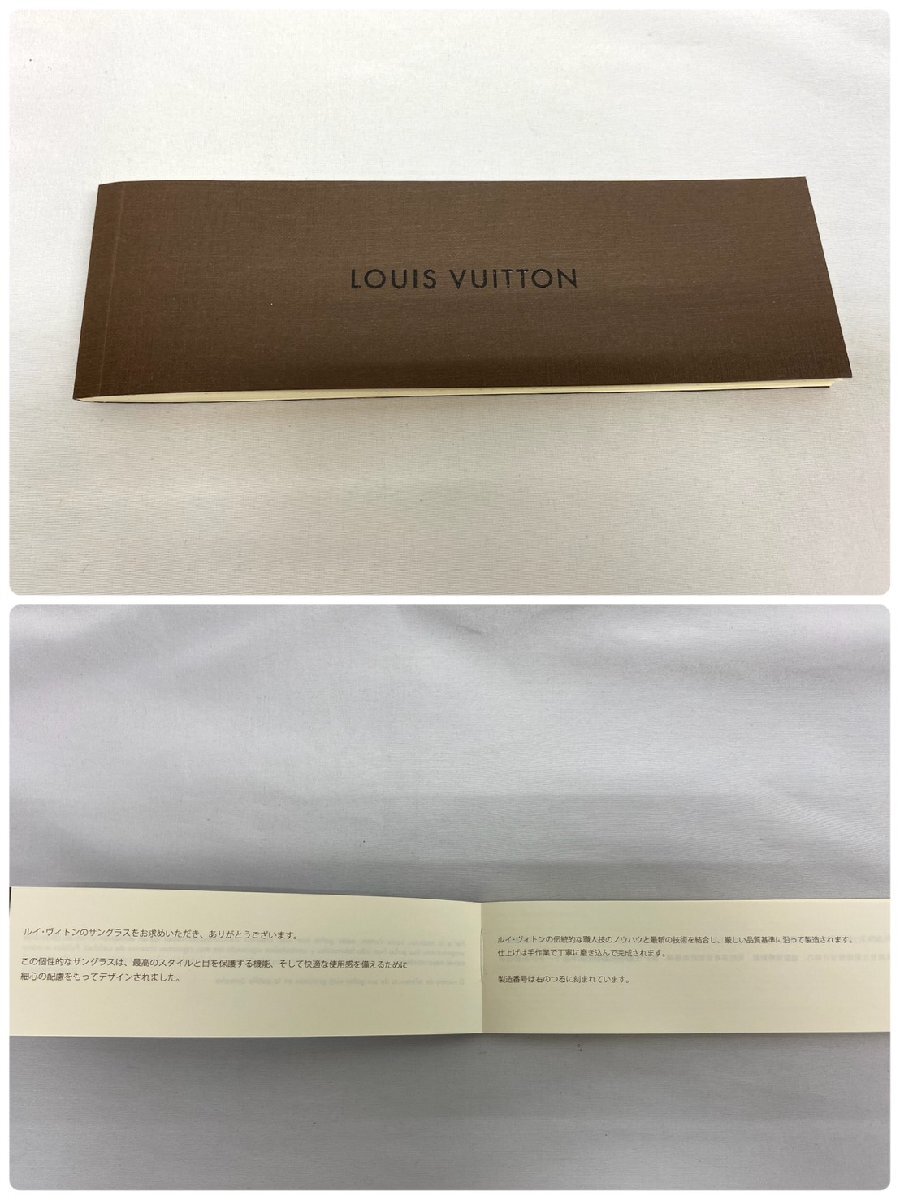 LOUIS VUITTON
ルイ・ヴィトンのサングラスをお求めいただき、ありがとうございます。
この個性的なサングラスは、最高のスタイルと目を保護する機能、そして快適な使用感を備えるために
細心の配慮をもってデザインされました。
ルイ・ヴィトンの伝統的な職人技のノウハウと最新の技術を結合し、厳しい品質基準に沿って製造されます。
仕上げは手作業で丁寧に磨き込んで完成されます。
製造番号は右のつるに刻まれています。